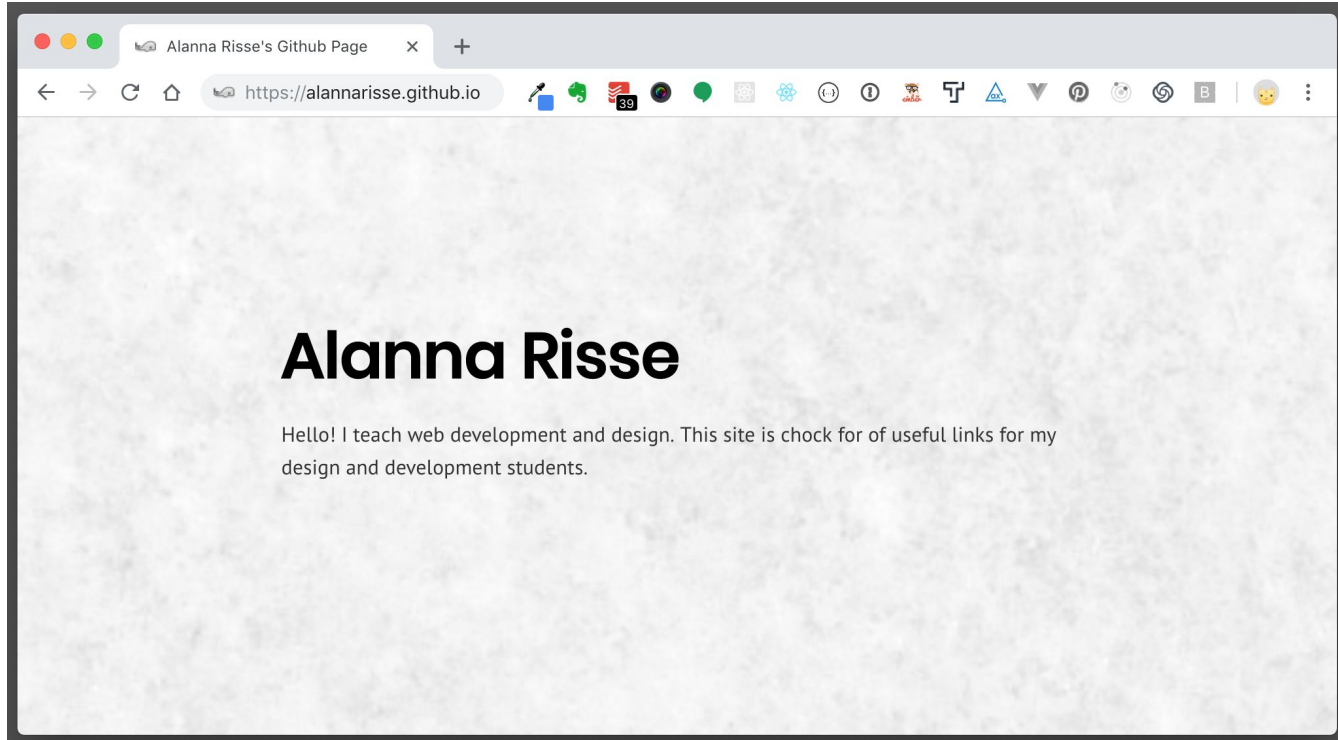 Alanna Risse's Github Page
https://alannarisse.github.io
39
B
Alanna Risse
Hello! I teach web development and design. This site is chock for of useful links for my
design and development students.